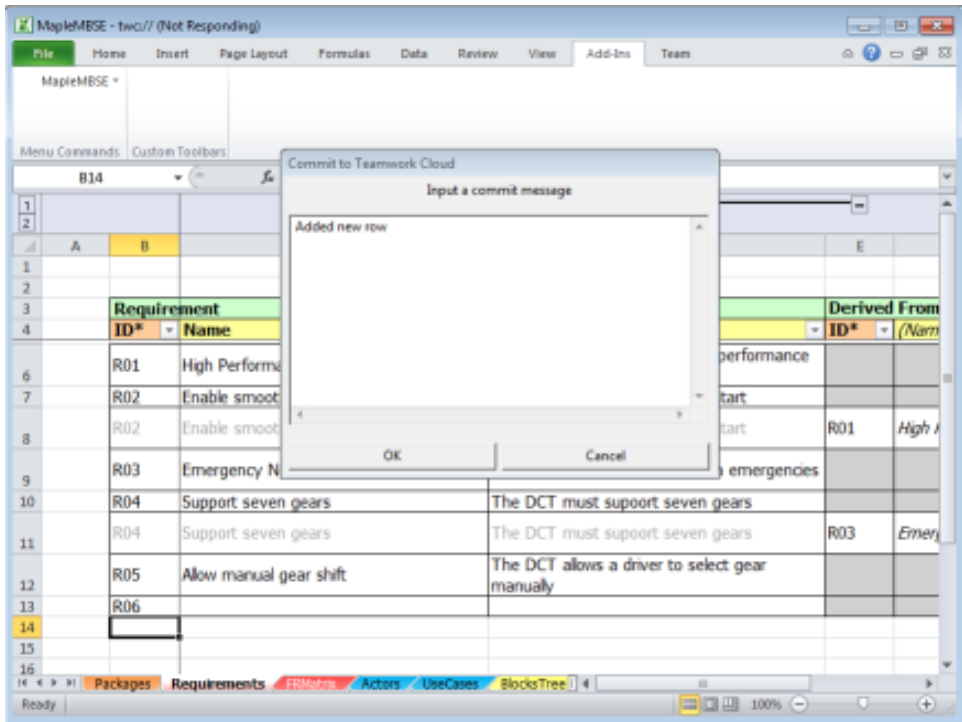 MapleMBSE - twc:// (Not Responding)
File Home Insert Page Layout Formulas Data Review View Add-Ins Team
MapleMBSE
Menu Commands Custom Toolbars
B14 fx
Commit to Teamwork Cloud
Input a commit message
Added new row
OK Cancel
1
2
A B E
1
2
3 Requirement Derived From
4 ID* Name ID* (Nam
6 R01 High Performa performance
7 R02 Enable smoot tart
8 R02 Enable smoot tart R01 High
9 R03 Emergency N emergencies
10 R04 Support seven gears The DCT must supoort seven gears
11 R04 Support seven gears The DCT must supoort seven gears R03 Emer
12 R05 Allow manual gear shift The DCT allows a driver to select gear
manually
13 R06
14
15
16
Packages Requirements FRMatrix Actors UseCases BlocksTree
Ready 100%